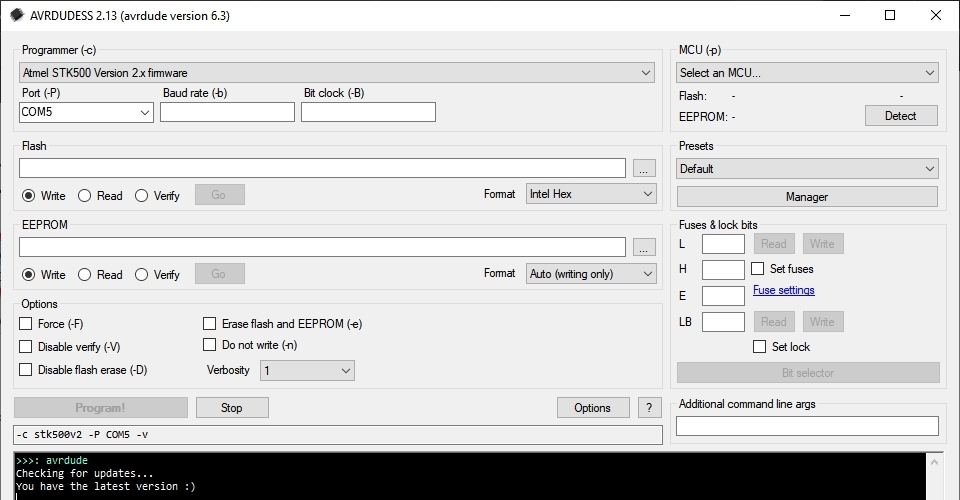 AVRDUDESS 2.13 (avrdude version 6.3)
Programmer (-c)
Atmel STK500 Version 2.x firmware
Port (-P)
Baud rate (-b)
Bit clock (-B)
COM5
MCU (-p)
Select an MCU...
Flash: - -
EEPROM: -
Detect
Flash
...
Write Read Verify Go
Format Intel Hex
Presets
Default
Manager
EEPROM
...
Write Read Verify Go
Format Auto (writing only)
Fuses & lock bits
L Read Write
H Set fuses
E Fuse settings
LB Read Write
Set lock
Bit selector
Options
Force (-F)
Erase flash and EEPROM (-e)
Disable verify (-V)
Do not write (-n)
Disable flash erase (-D)
Verbosity 1
Program!
Stop
Options
?
Additional command line args
-c stk500v2 -P COM5 -v
>>>: avrdude
Checking for updates...
You have the latest version :)